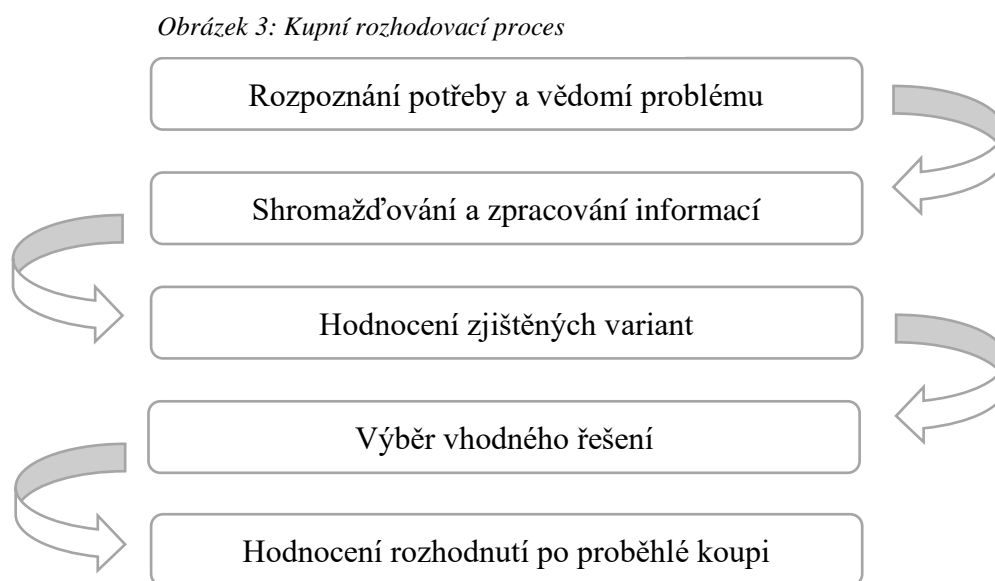 Obrázek 3: Kupní rozhodovací proces
Rozpoznání potřeby a vědomí problému
Shromažďování a zpracování informací
Hodnocení zjištěných variant
Výběr vhodného řešení
Hodnocení rozhodnutí po proběhlé koupi